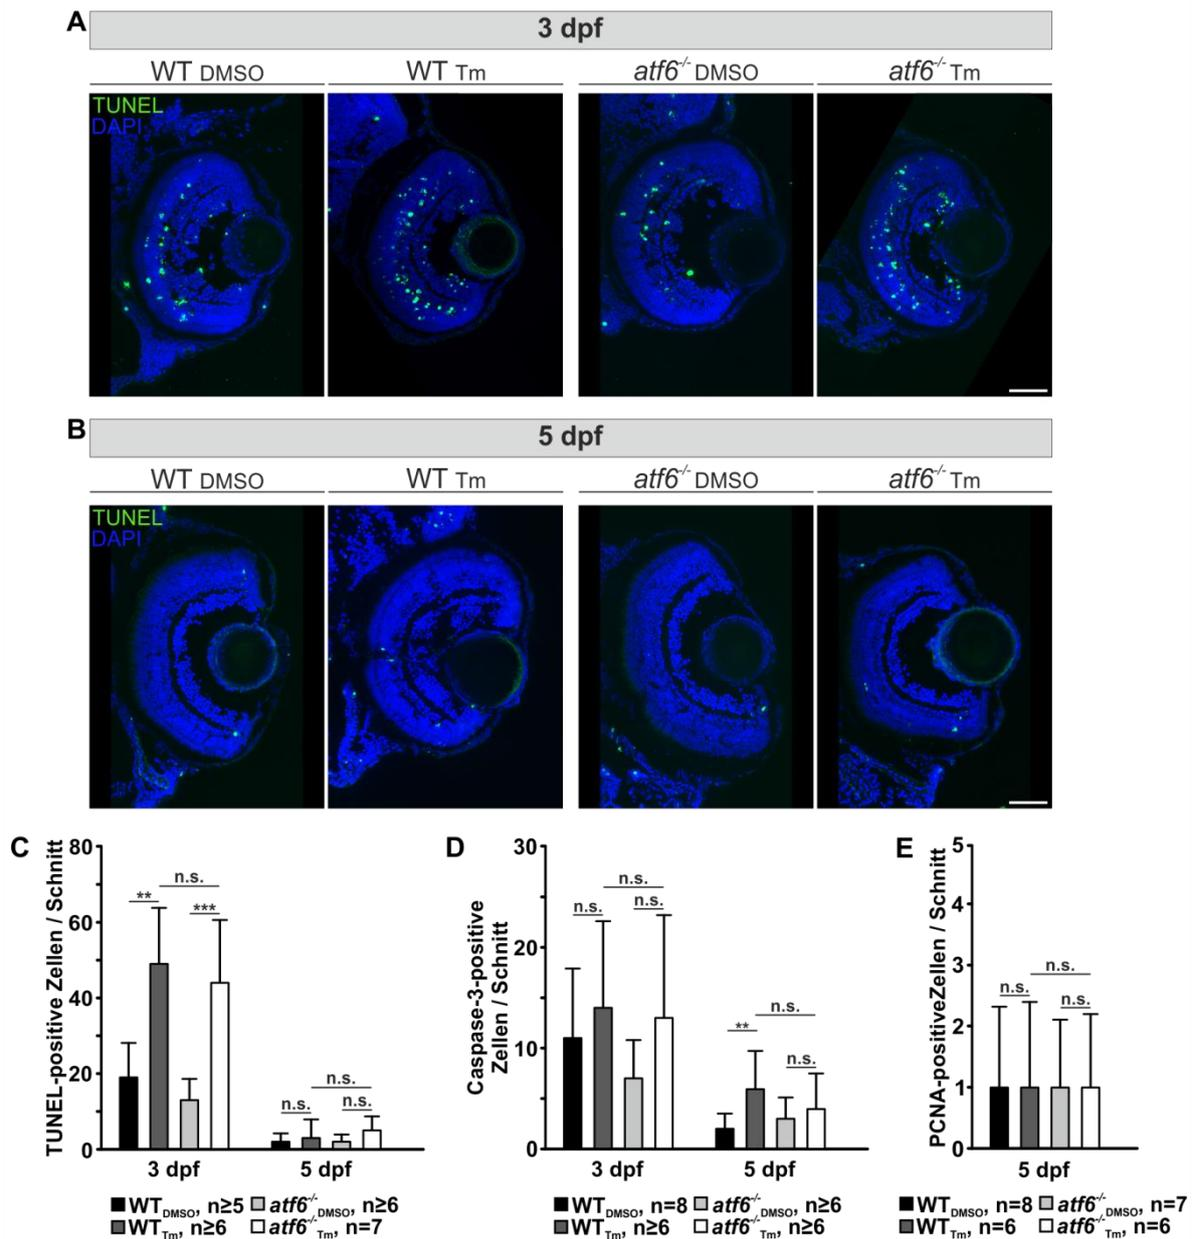 A
3 dpf
WT DMSO
WT Tm
atf6-/- DMSO
atf6-/- Tm
TUNEL
DAPI
B
5 dpf
WT DMSO
WT Tm
atf6-/- DMSO
atf6-/- Tm
TUNEL
DAPI
C
TUNEL-positive Zellen / Schnitt
80
60
40
20
0
**
n.s.
***
n.s.
n.s.
n.s.
3 dpf
5 dpf
WTDMSO, n≥5
atf6-/-DMSO, n≥6
WTTm, n≥6
atf6-/-Tm, n=7
D
Caspase-3-positive
Zellen / Schnitt
30
20
10
0
n.s.
n.s.
n.s.
**
n.s.
n.s.
3 dpf
5 dpf
WTDMSO, n=8
atf6-/-DMSO, n≥6
WTTm, n≥6
atf6-/-Tm, n≥6
E
PCNA-positiveZellen / Schnitt
5
4
3
2
1
0
n.s.
n.s.
n.s.
5 dpf
WTDMSO, n=8
atf6-/-DMSO, n=7
WTTm, n=6
atf6-/-Tm, n=6